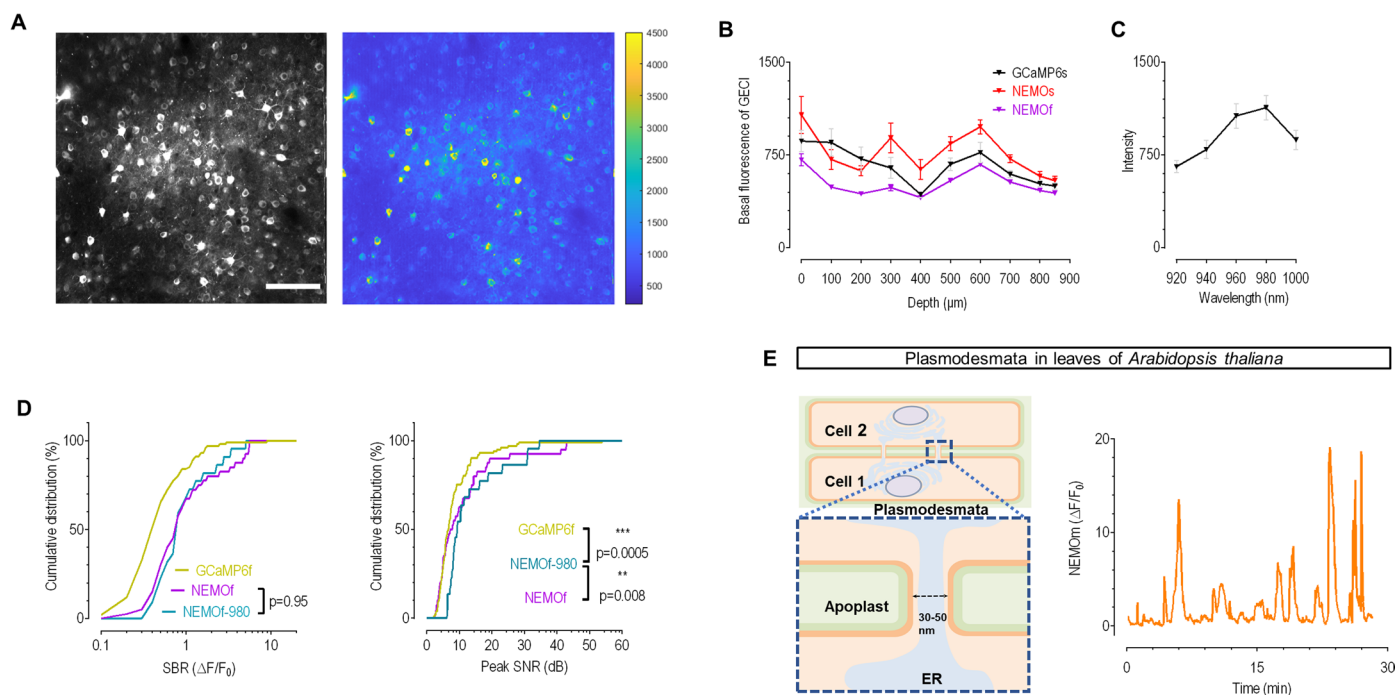 A
4500
4000
3500
3000
2500
2000
1500
1000
500
B
1500
750
0
Basal fluorescence of GECI
GCaMP6s
NEMOs
NEMOf
0 100 200 300 400 500 600 700 800 900
Depth (µm)
C
1500
750
0
Intensity
920 940 960 980 1000
Wavelength (nm)
D
100
50
0
Cumulative distribution (%)
GCaMP6f
NEMOf
NEMOf-980
p=0.95
0.1 1 10
SBR (ΔF/F₀)
100
50
0
Cumulative distribution (%)
GCaMP6f
***
p=0.0005
NEMOf-980
**
NEMOf
p=0.008
0 10 20 30 40 50 60
Peak SNR (dB)
E
Plasmodesmata in leaves of Arabidopsis thaliana
Cell 2
Cell 1
Plasmodesmata
Apoplast
30-50
nm
ER
20
10
0
NEMOm (ΔF/F₀)
0 15 30
Time (min)